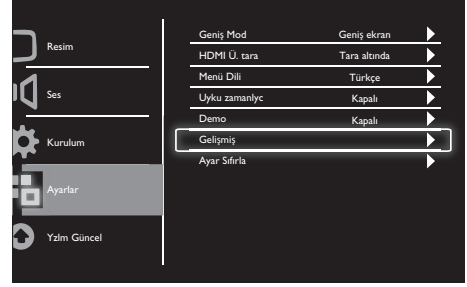 Resim
Ses
Kurulum
Ayarlar
Yzlm Güncel
Geniş Mod Geniş ekran
HDMI Ü. tara Tara altında
Menü Dili Türkçe
Uyku zamanlyc Kapalı
Demo Kapalı
Gelişmiş
Ayar Sıfırla